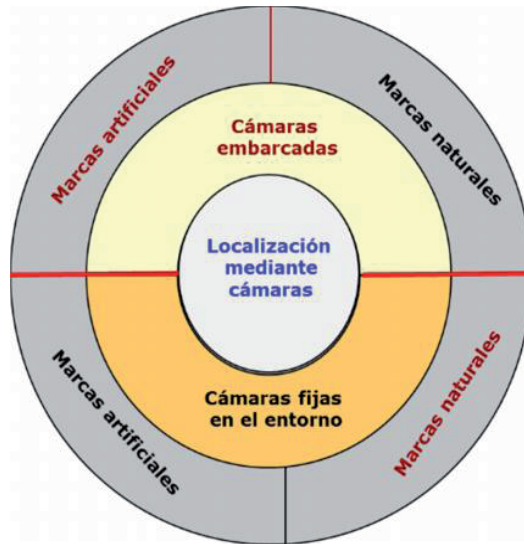 Marcas artificiales
Marcas naturales
Cámaras
embarcadas
Localización
mediante
cámaras
Cámaras fijas
en el entorno
Marcas artificiales
Marcas naturales